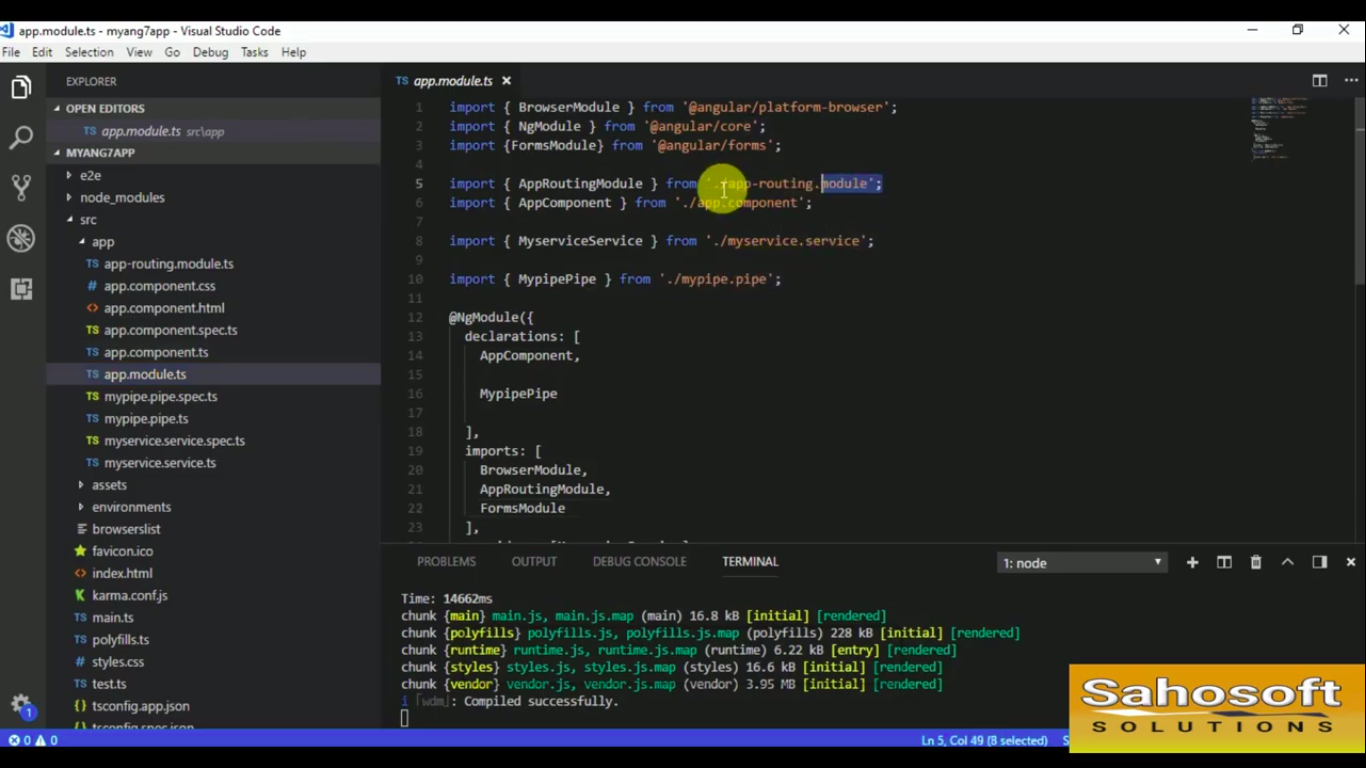 app.module.ts - myang7app - Visual Studio Code
File Edit Selection View Go Debug Tasks Help
EXPLORER
OPEN EDITORS
TS app.module.ts src\app
MYANG7APP
e2e
node_modules
src
app
TS app-routing.module.ts
# app.component.css
<> app.component.html
TS app.component.spec.ts
TS app.component.ts
TS app.module.ts
TS mypipe.pipe.spec.ts
TS mypipe.pipe.ts
TS myservice.service.spec.ts
TS myservice.service.ts
assets
environments
browserslist
favicon.ico
<> index.html
karma.conf.js
TS main.ts
TS polyfills.ts
# styles.css
TS test.ts
{} tsconfig.app.json
{} tsconfig.spec.json
1
TS app.module.ts ×
1 import { BrowserModule } from '@angular/platform-browser';
2 import { NgModule } from '@angular/core';
3 import {FormsModule} from '@angular/forms';
4
5 import { AppRoutingModule } from './app-routing.module';
6 import { AppComponent } from './app.component';
7
8 import { MyserviceService } from './myservice.service';
9
10 import { MypipePipe } from './mypipe.pipe';
11
12 @NgModule({
13 declarations: [
14 AppComponent,
15
16 MypipePipe
17
18 ],
19 imports: [
20 BrowserModule,
21 AppRoutingModule,
22 FormsModule
23 ],
PROBLEMS OUTPUT DEBUG CONSOLE TERMINAL 1: node
Time: 14662ms
chunk {main} main.js, main.js.map (main) 16.8 kB [initial] [rendered]
chunk {polyfills} polyfills.js, polyfills.js.map (polyfills) 228 kB [initial] [rendered]
chunk {runtime} runtime.js, runtime.js.map (runtime) 6.22 kB [entry] [rendered]
chunk {styles} styles.js, styles.js.map (styles) 16.6 kB [initial] [rendered]
chunk {vendor} vendor.js, vendor.js.map (vendor) 3.95 MB [initial] [rendered]
i ｢wdm｣: Compiled successfully.
0 0 Ln 5, Col 49 (8 selected)
Sahosoft
SOLUTIONS